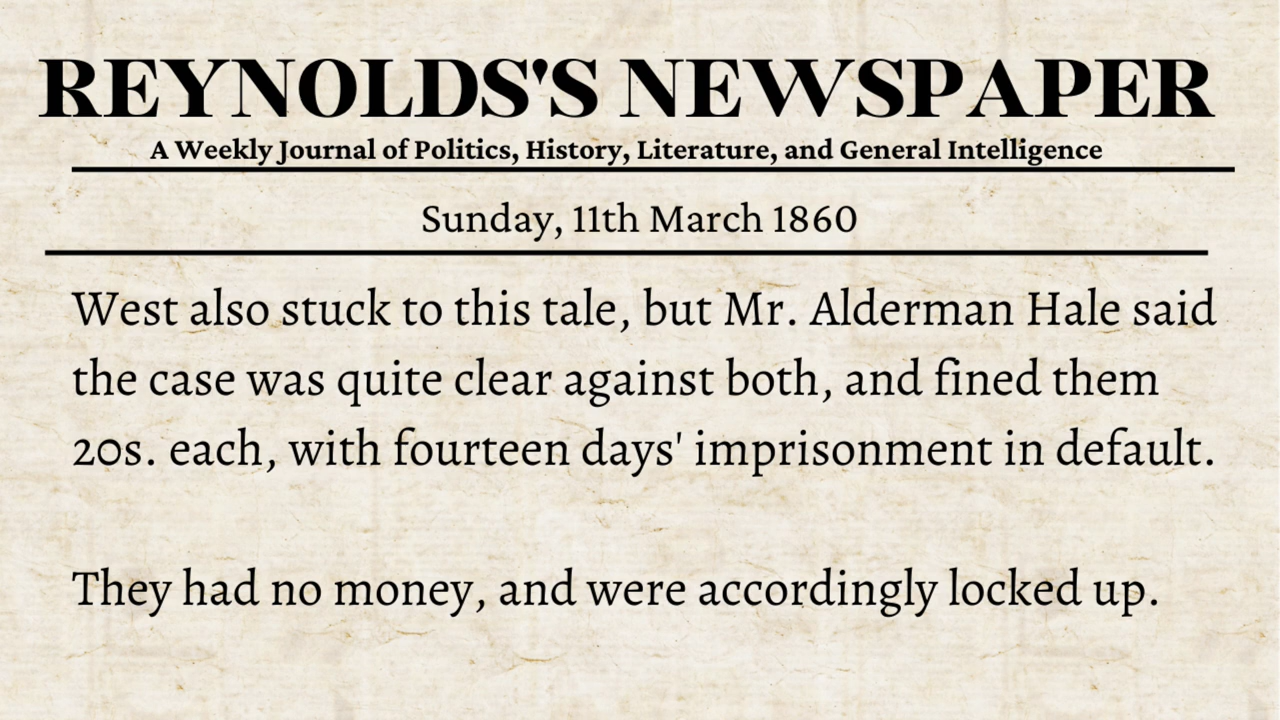 REYNOLDS'S NEWSPAPER
A Weekly Journal of Politics, History, Literature, and General Intelligence
Sunday, 11th March 1860
West also stuck to this tale, but Mr. Alderman Hale said
the case was quite clear against both, and fined them
20s. each, with fourteen days' imprisonment in default.
They had no money, and were accordingly locked up.